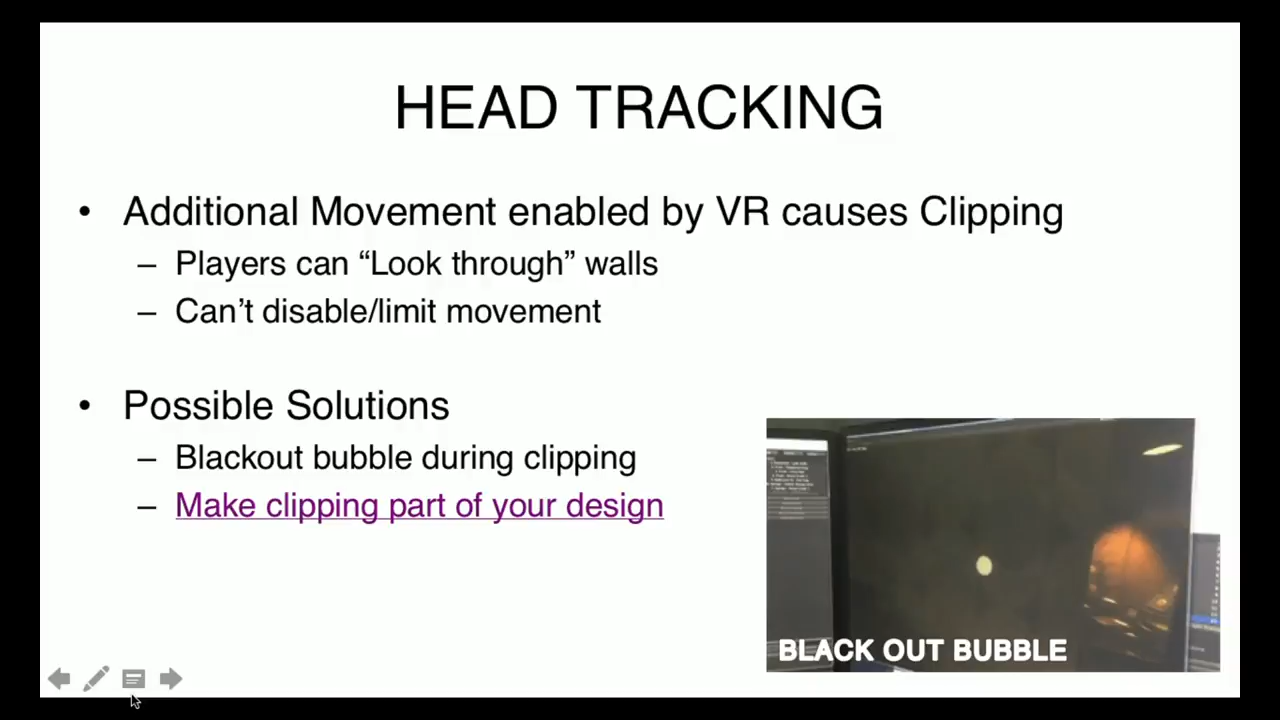 HEAD TRACKING
• Additional Movement enabled by VR causes Clipping
– Players can “Look through” walls
– Can’t disable/limit movement
• Possible Solutions
– Blackout bubble during clipping
– Make clipping part of your design
BLACK OUT BUBBLE